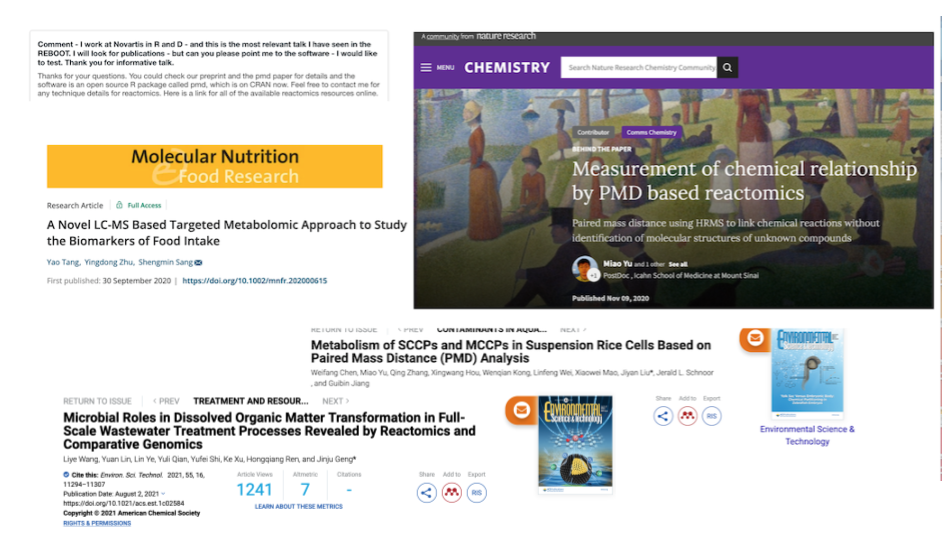 Comment - I work at Novartis in R and D - and this is the most relevant talk I have seen in the
REBOOT. I will look for publications - but can you please point me to the software - I would like
to test. Thank you for informative talk.
Thanks for your questions. You could check our preprint and the pmd paper for details and the
software is an open source R package called pmd, which is on CRAN now. Feel free to contact me for
any technique details for reactomics. Here is a link for all of the available reactomics resources online.
Molecular Nutrition
Food Research
Research Article
Full Access
A Novel LC-MS Based Targeted Metabolomic Approach to Study
the Biomarkers of Food Intake
Yao Tang, Yingdong Zhu, Shengmin Sang
First published: 30 September 2020 | https://doi.org/10.1002/mnfr.202000615
A community from nature research
MENU CHEMISTRY Search Nature Research Chemistry Community
Contributor Comms Chemistry
BEHIND THE PAPER
Measurement of chemical relationship
by PMD based reactomics
Paired mass distance using HRMS to link chemical reactions without
identification of molecular structures of unknown compounds
Miao Yu and 1 other See all
+1
PostDoc , Icahn School of Medicine at Mount Sinai
Published Nov 09, 2020
RETURN TO ISSUE < PREV CONTAMINANTS IN AQUA... NEXT >
Metabolism of SCCPs and MCCPs in Suspension Rice Cells Based on
Paired Mass Distance (PMD) Analysis
Weifang Chen, Miao Yu, Qing Zhang, Xingwang Hou, Wenqian Kong, Linfeng Wei, Xiaowei Mao, Jiyan Liu*, Jerald L. Schnoor
, and Guibin Jiang
Share Add to Export
RIS
ENVIRONMENTAL
Environmental Science &
Technology
RETURN TO ISSUE < PREV TREATMENT AND RESOUR... NEXT >
Microbial Roles in Dissolved Organic Matter Transformation in Full-
Scale Wastewater Treatment Processes Revealed by Reactomics and
Comparative Genomics
Liye Wang, Yuan Lin, Lin Ye, Yuli Qian, Yufei Shi, Ke Xu, Hongqiang Ren, and Jinju Geng*
Cite this: Environ. Sci. Technol. 2021, 55, 16,
11294–11307
Publication Date: August 2, 2021
https://doi.org/10.1021/acs.est.1c02584
Copyright © 2021 American Chemical Society
RIGHTS & PERMISSIONS
Article Views Altmetric Citations
1241 7 -
LEARN ABOUT THESE METRICS
Share Add to Export
RIS
ENVIRONMENTAL